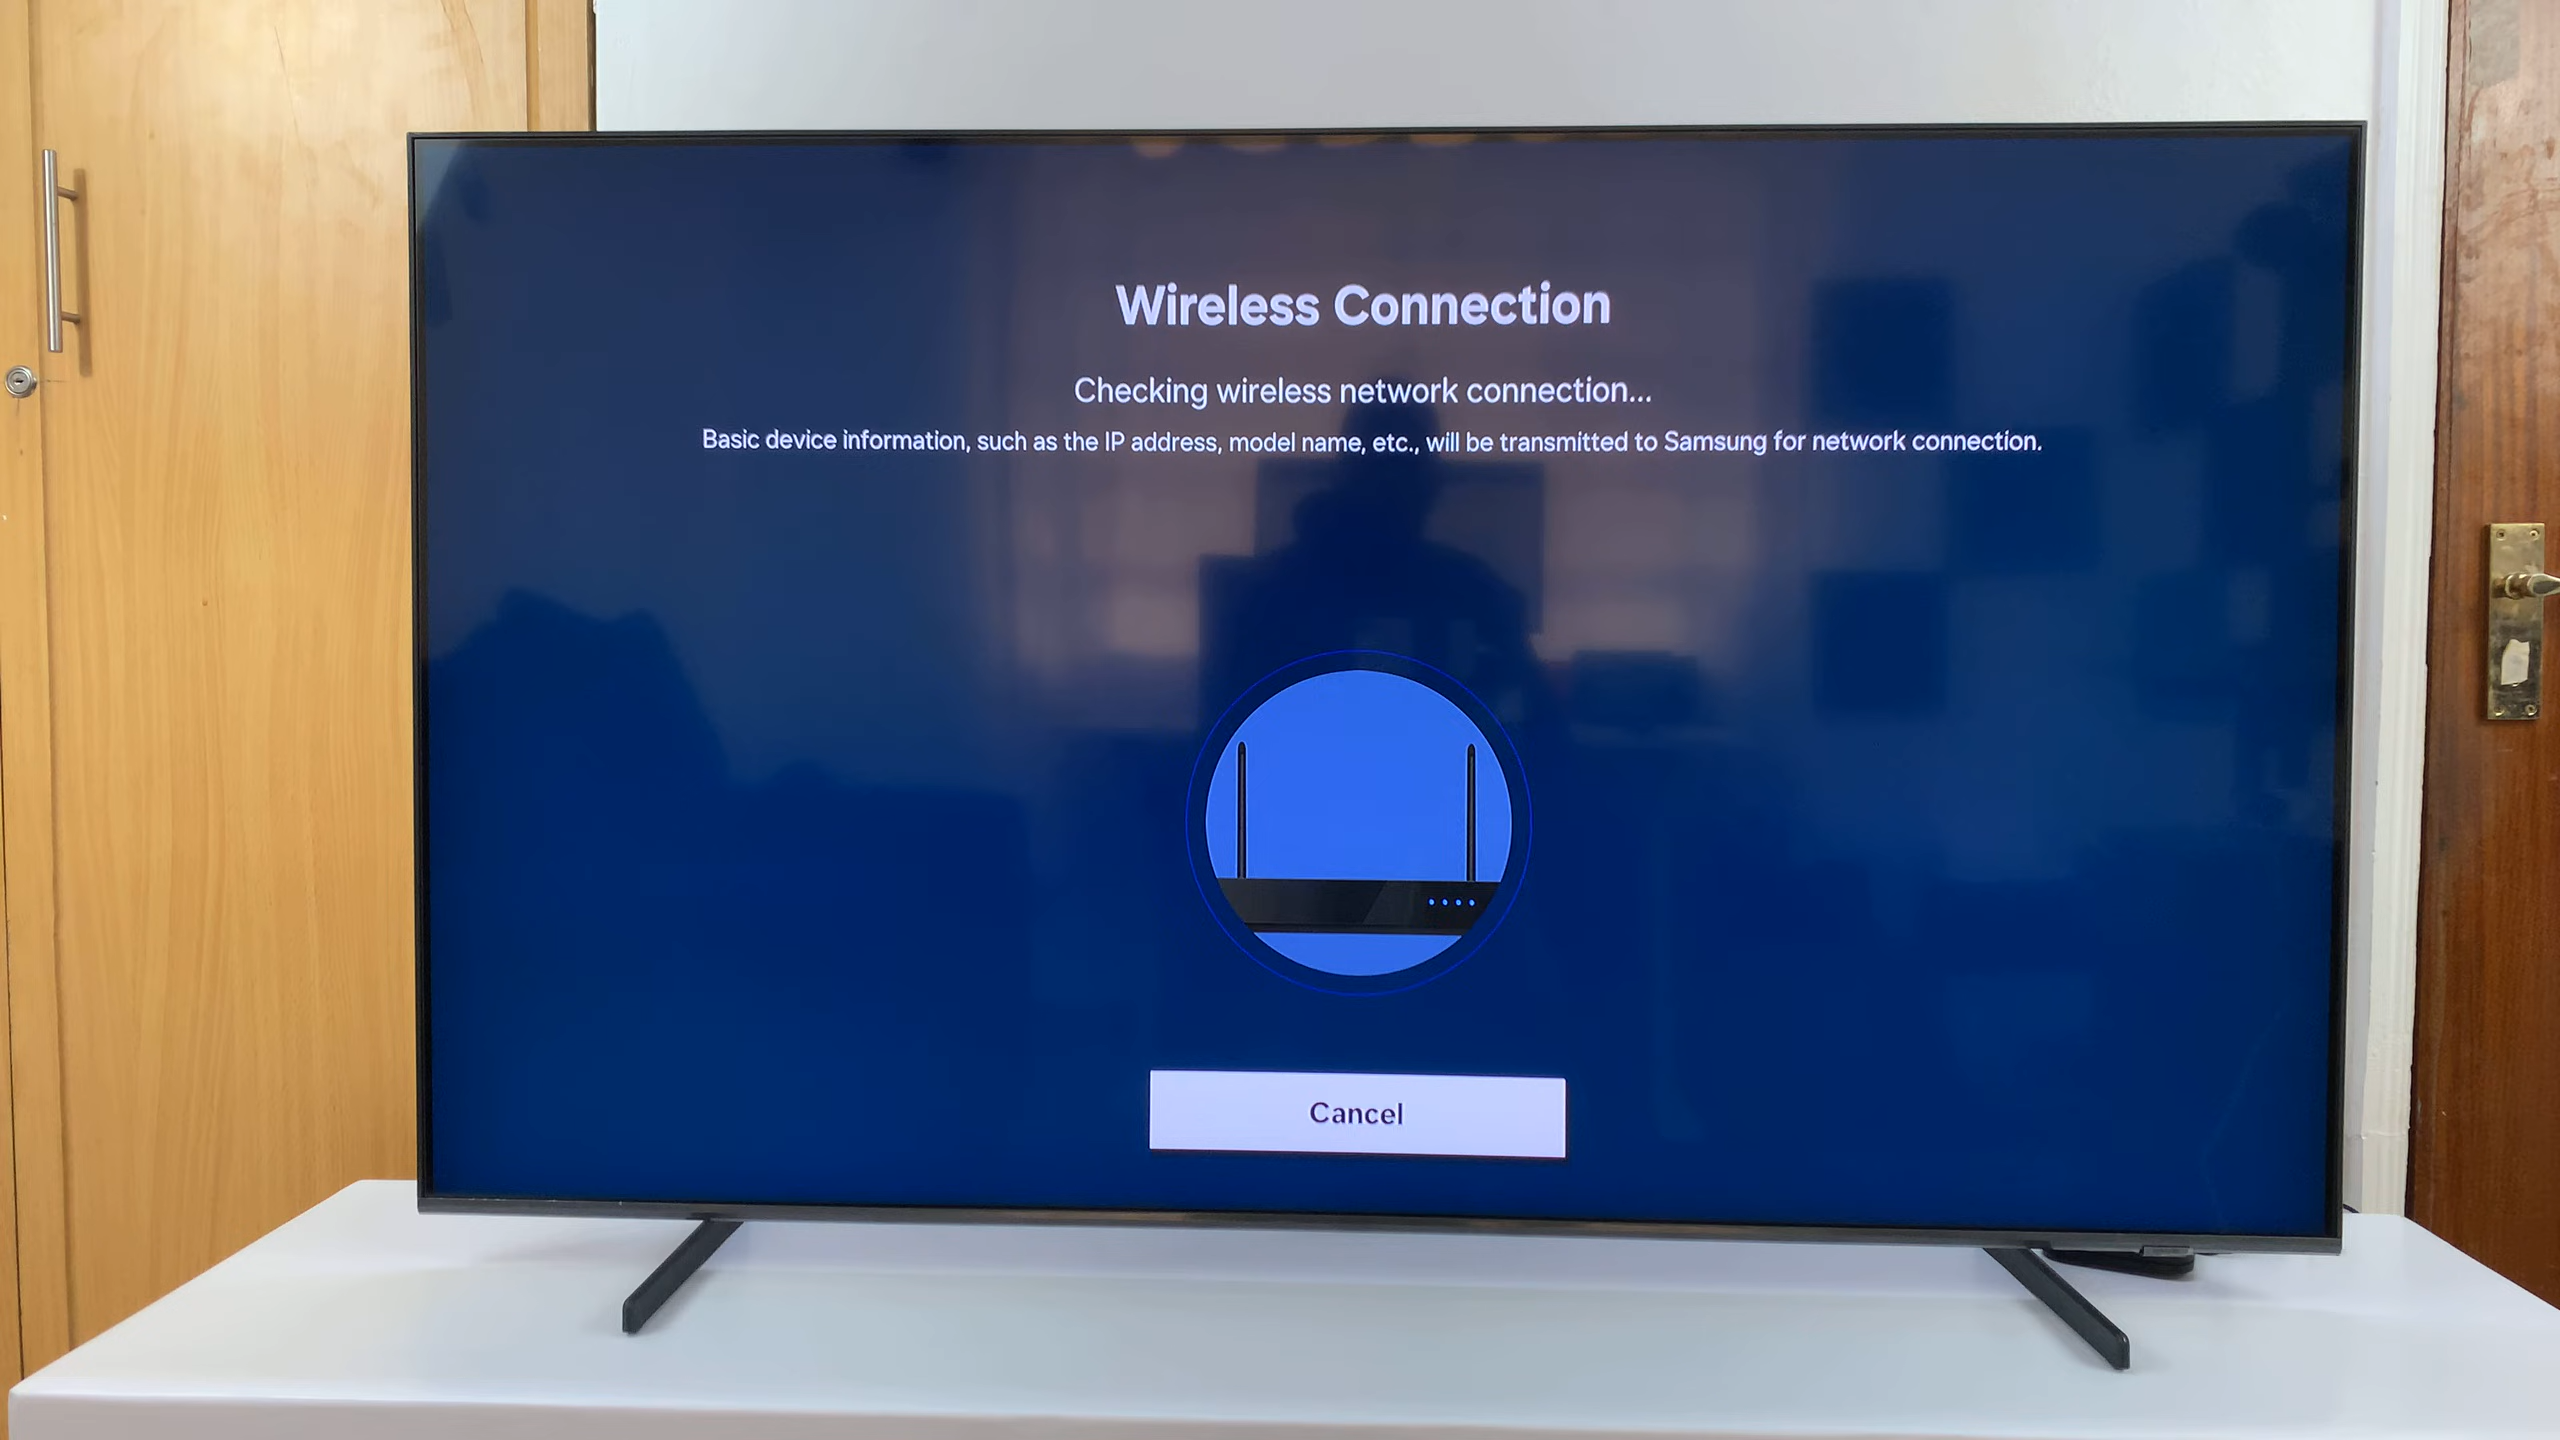 Wireless Connection
Checking wireless network connection...
Basic device information, such as the IP address, model name, etc., will be transmitted to Samsung for network connection.
Cancel